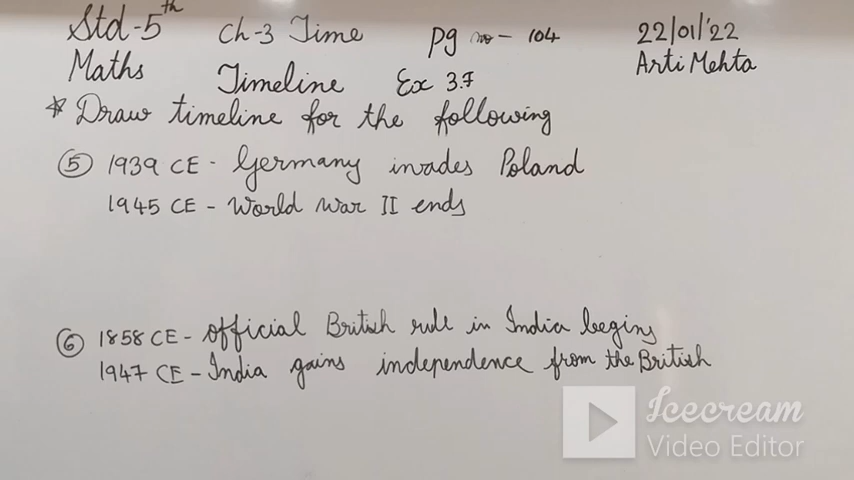 Std-5th Ch-3 Time pg no - 104 22/01/'22
Maths Timeline Ex 3.7 Arti Mehta
* Draw timeline for the following
⑤ 1939 CE - Germany invades Poland
1945 CE - World War II ends
⑥ 1858 CE - official British rule in India begins
1947 CE - India gains independence from the British
Icecream
Video Editor